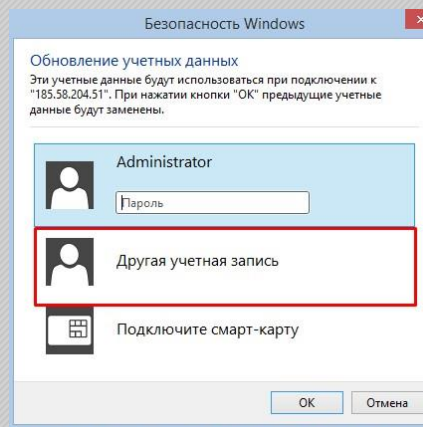 Безопасность Windows
Обновление учетных данных
Эти учетные данные будут использоваться при подключении к
"185.58.204.51". При нажатии кнопки "ОК" предыдущие учетные
данные будут заменены.
Administrator
Пароль
Другая учетная запись
Подключите смарт-карту
ОК
Отмена